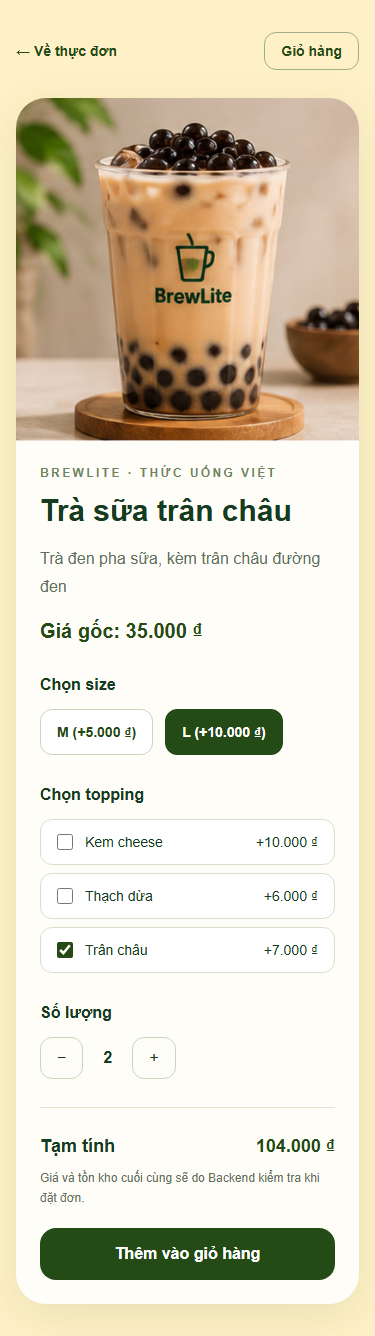 ← Về thực đơn
Giỏ hàng
BrewLite
BREWLITE · THỨC UỐNG VIỆT
Trà sữa trân châu
Trà đen pha sữa, kèm trân châu đường
đen
Giá gốc: 35.000 ₫
Chọn size
M (+5.000 ₫)
L (+10.000 ₫)
Chọn topping
Kem cheese +10.000 ₫
Thạch dừa +6.000 ₫
Trân châu +7.000 ₫
Số lượng
− 2 +
Tạm tính 104.000 ₫
Giá và tồn kho cuối cùng sẽ do Backend kiểm tra khi
đặt đơn.
Thêm vào giỏ hàng